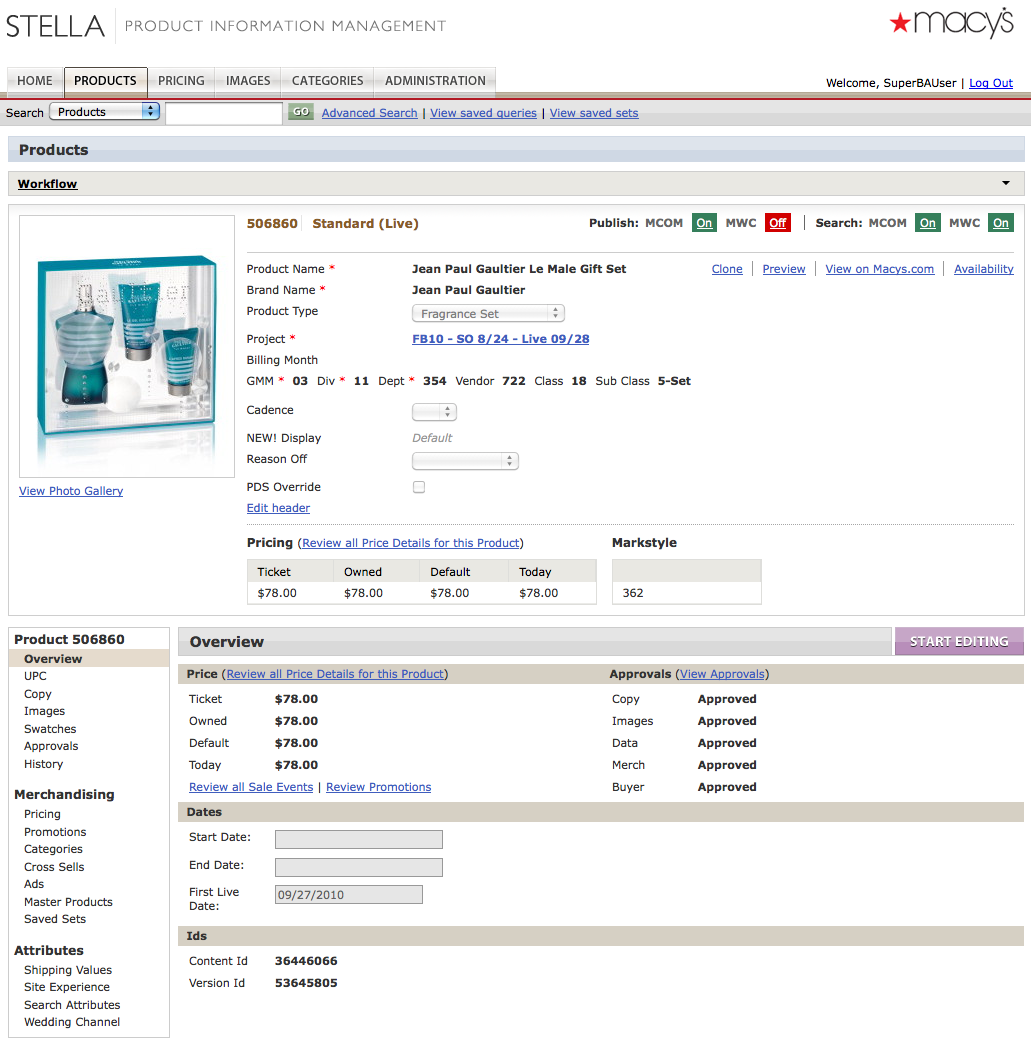 STELLA PRODUCT INFORMATION MANAGEMENT
macy's
HOME PRODUCTS PRICING IMAGES CATEGORIES ADMINISTRATION
Welcome, SuperBAUser | Log Out
Search Products GO Advanced Search | View saved queries | View saved sets
Products
Workflow
506860 Standard (Live)
Publish: MCOM On MWC Off | Search: MCOM On MWC On
Product Name * Jean Paul Gaultier Le Male Gift Set
Clone | Preview | View on Macys.com | Availability
Brand Name * Jean Paul Gaultier
Product Type Fragrance Set
Project * FB10 - SO 8/24 - Live 09/28
Billing Month
GMM * 03 Div * 11 Dept * 354 Vendor 722 Class 18 Sub Class 5-Set
Cadence
NEW! Display Default
Reason Off
PDS Override
Edit header
View Photo Gallery
Pricing (Review all Price Details for this Product)
Ticket Owned Default Today
$78.00 $78.00 $78.00 $78.00
Markstyle
362
Product 506860
Overview
UPC
Copy
Images
Swatches
Approvals
History
Merchandising
Pricing
Promotions
Categories
Cross Sells
Ads
Master Products
Saved Sets
Attributes
Shipping Values
Site Experience
Search Attributes
Wedding Channel
Overview
START EDITING
Price (Review all Price Details for this Product)
Ticket $78.00
Owned $78.00
Default $78.00
Today $78.00
Review all Sale Events | Review Promotions
Approvals (View Approvals)
Copy Approved
Images Approved
Data Approved
Merch Approved
Buyer Approved
Dates
Start Date:
End Date:
First Live
Date: 09/27/2010
Ids
Content Id 36446066
Version Id 53645805